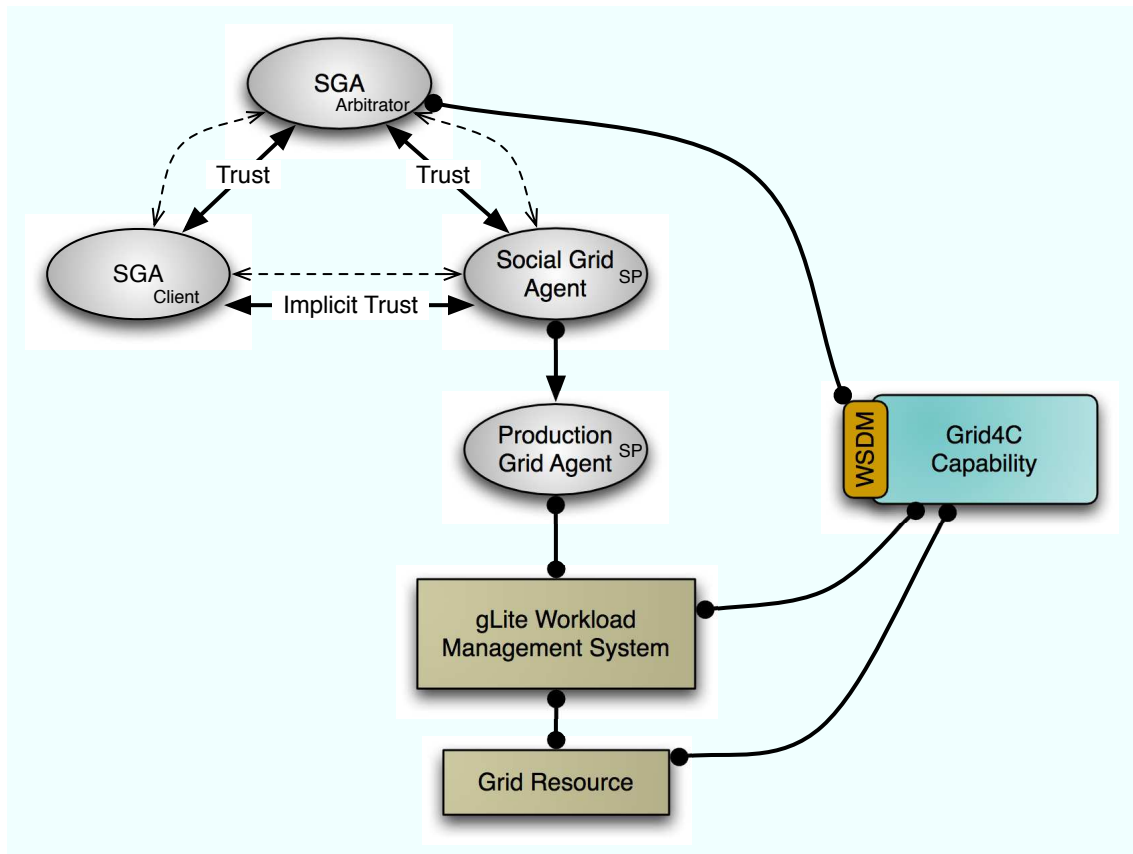 SGA
Arbitrator
Trust
Trust
SGA
Client
Social Grid
Agent
SP
Implicit Trust
Production
Grid Agent
SP
WSDM
Grid4C
Capability
gLite Workload
Management System
Grid Resource